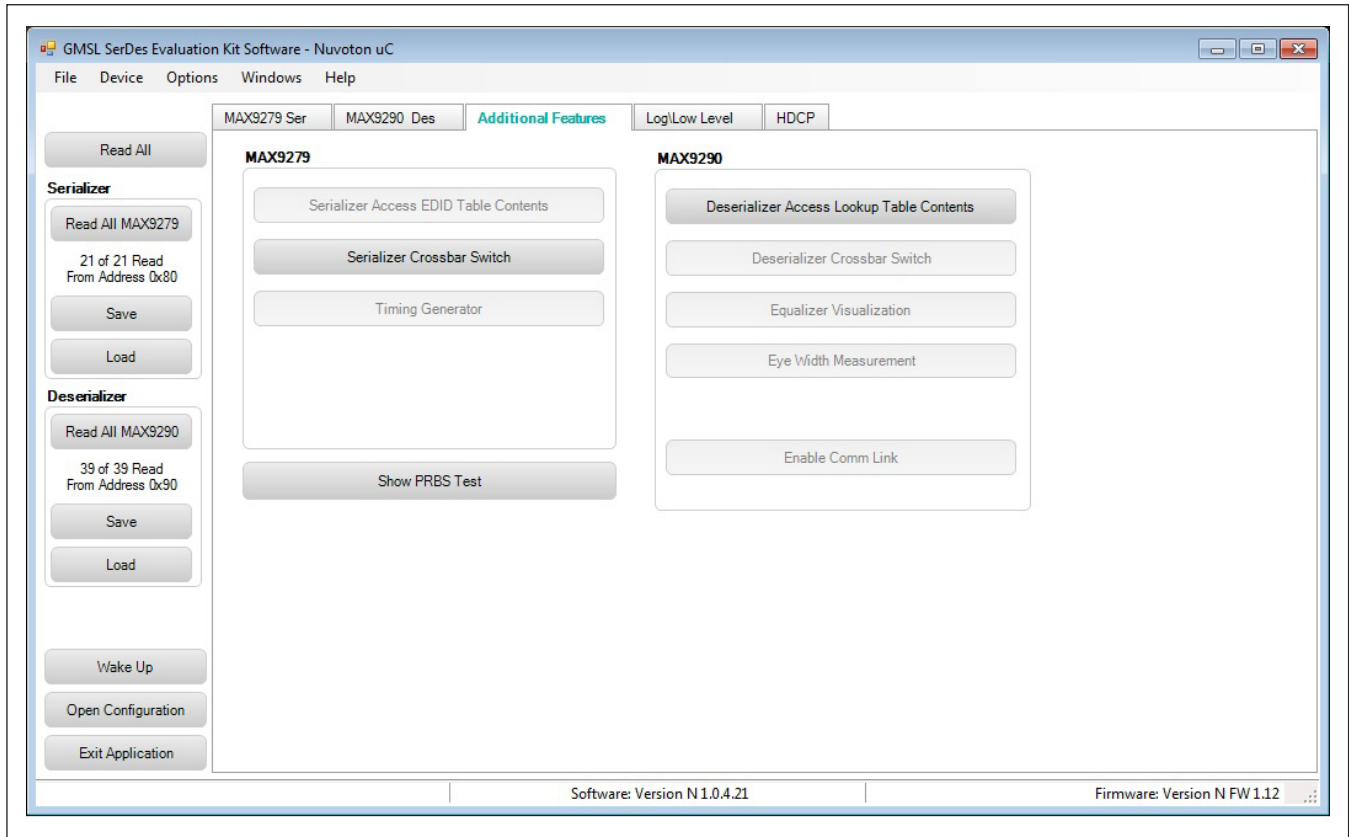 GMSL SerDes Evaluation Kit Software - Nuvoton uC
File Device Options Windows Help
MAX9279 Ser MAX9290 Des Additional Features Log\Low Level HDCP
Read All
Serializer
Read All MAX9279
21 of 21 Read
From Address 0x80
Save
Load
Deserializer
Read All MAX9290
39 of 39 Read
From Address 0x90
Save
Load
Wake Up
Open Configuration
Exit Application
MAX9279
Serializer Access EDID Table Contents
Serializer Crossbar Switch
Timing Generator
Show PRBS Test
MAX9290
Deserializer Access Lookup Table Contents
Deserializer Crossbar Switch
Equalizer Visualization
Eye Width Measurement
Enable Comm Link
Software: Version N 1.0.4.21
Firmware: Version N FW 1.12